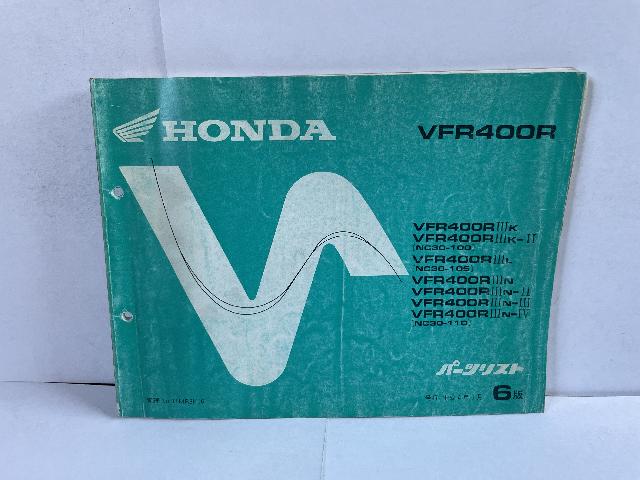 HONDA
VFR400R
VFR400RIIIK
VFR400RIIIK-II
(NC30-100)
VFR400RIIIL
(NC30-105)
VFR400RIIIN
VFR400RIIIN-II
VFR400RIIIN-III
VFR400RIIIN-IV
(NC30-110)
パーツリスト
6版